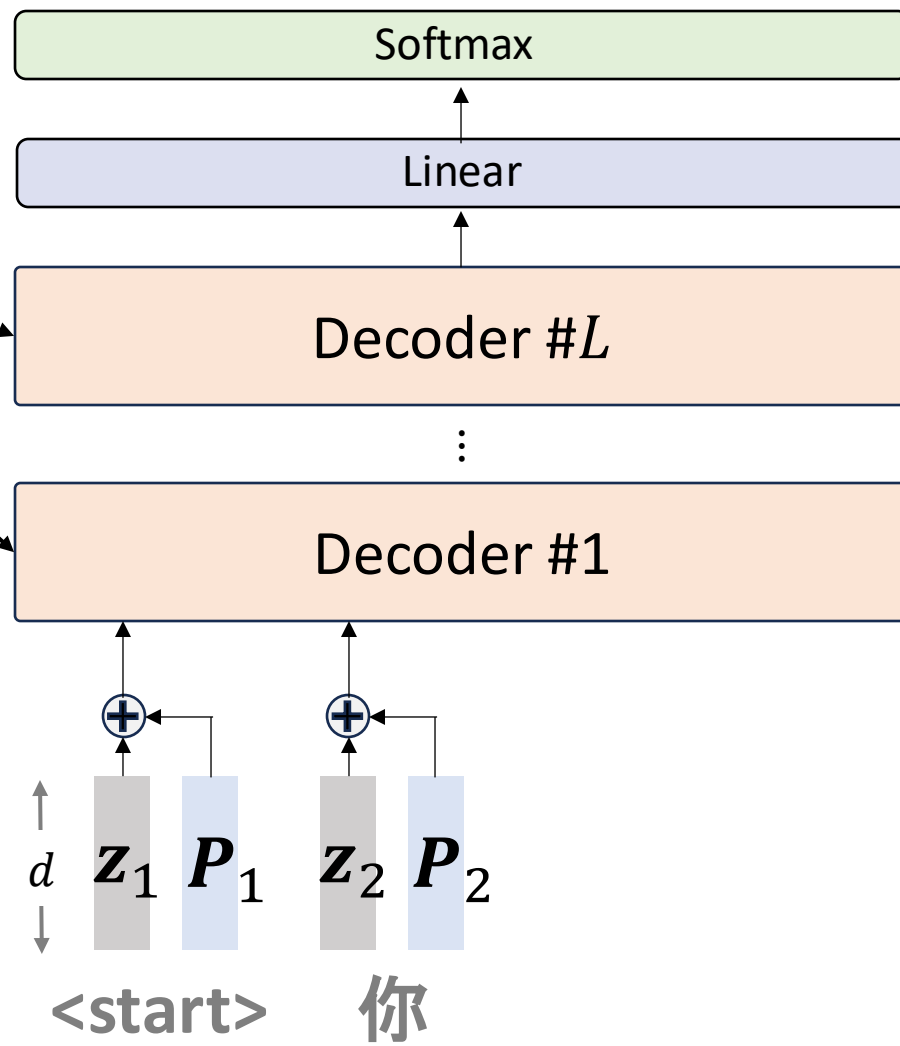 Softmax
Linear
Decoder #L
⋮
Decoder #1
d
z₁ P₁ z₂ P₂
<start> 你